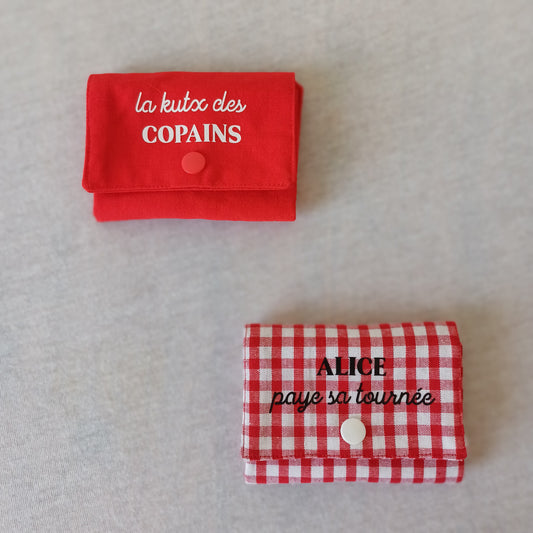 la kutx des
COPAINS
ALICE
paye sa tournée